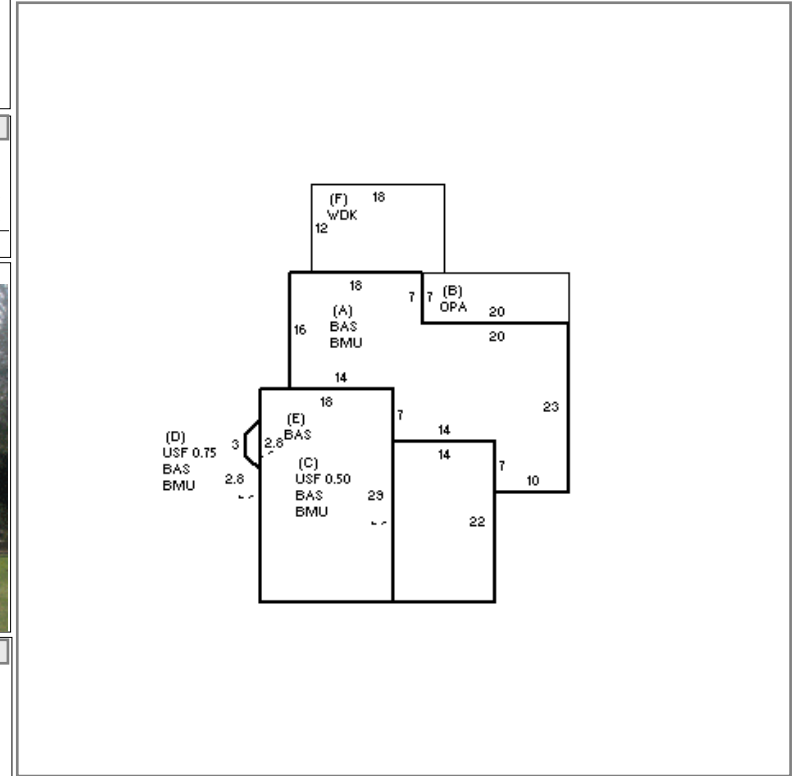 (F) 18
WDK
12
18
7 7 (B)
OPA 20
(A)
BAS
BMU
16
20
14
18
(E)
BAS
7
23
14
14
(D)
USF 0.75
BAS
BMU
3
2.8
2.8
(C)
USF 0.50
BAS
BMU
29
7
10
22